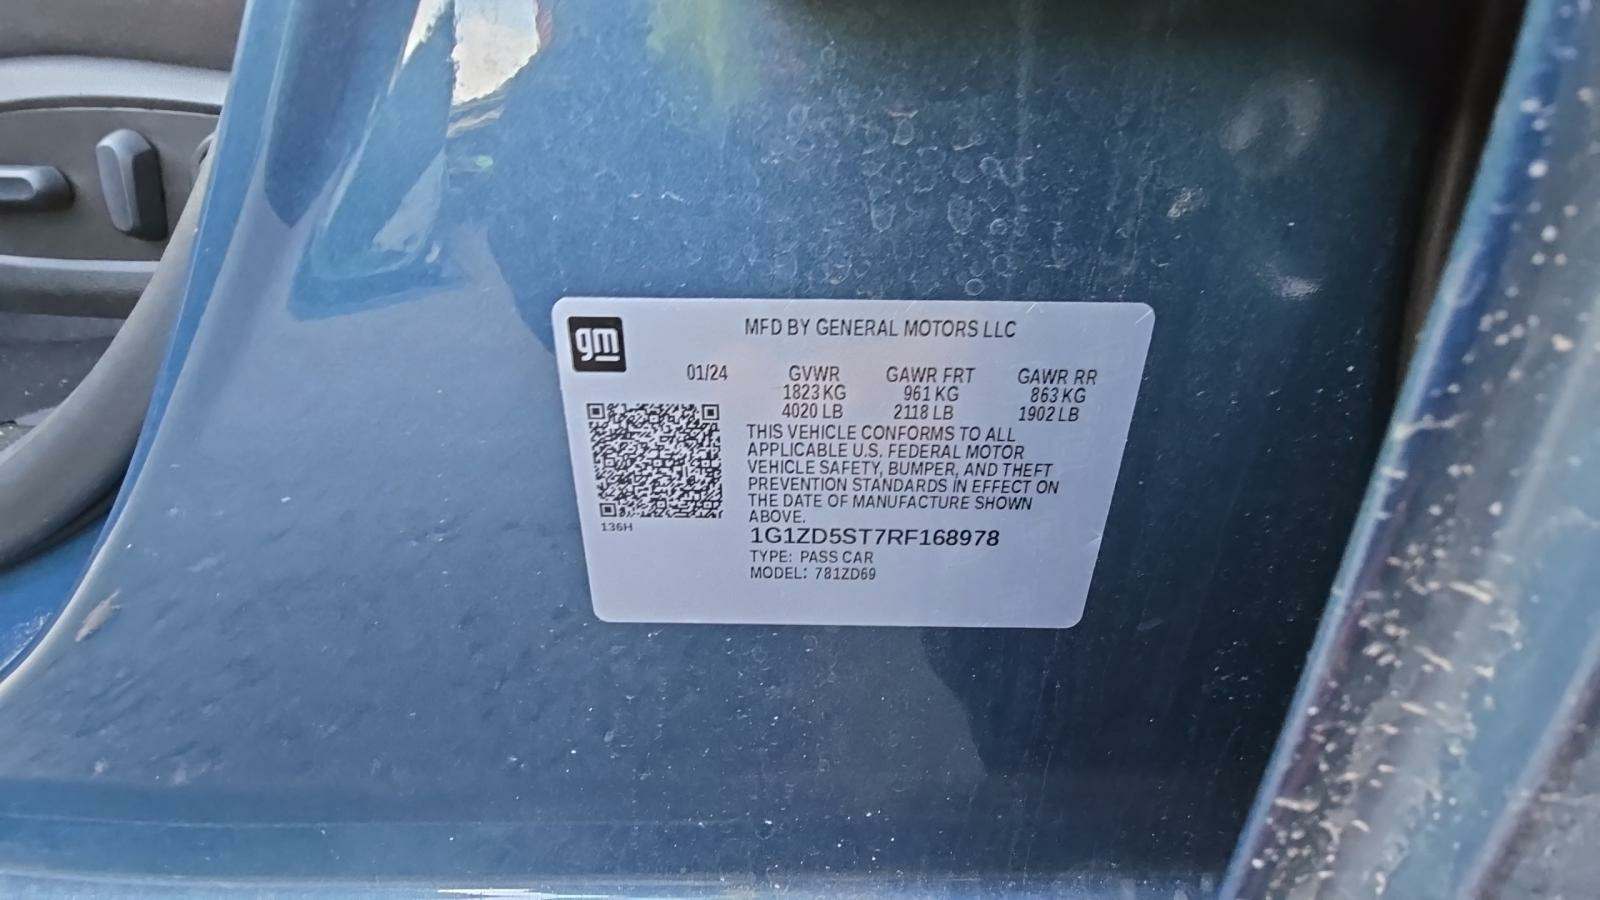 gm
MFD BY GENERAL MOTORS LLC
01/24 GVWR GAWR FRT GAWR RR
1823 KG 961 KG 863 KG
4020 LB 2118 LB 1902 LB
THIS VEHICLE CONFORMS TO ALL
APPLICABLE U.S. FEDERAL MOTOR
VEHICLE SAFETY, BUMPER, AND THEFT
PREVENTION STANDARDS IN EFFECT ON
THE DATE OF MANUFACTURE SHOWN
ABOVE.
136H
1G1ZD5ST7RF168978
TYPE: PASS CAR
MODEL: 781ZD69